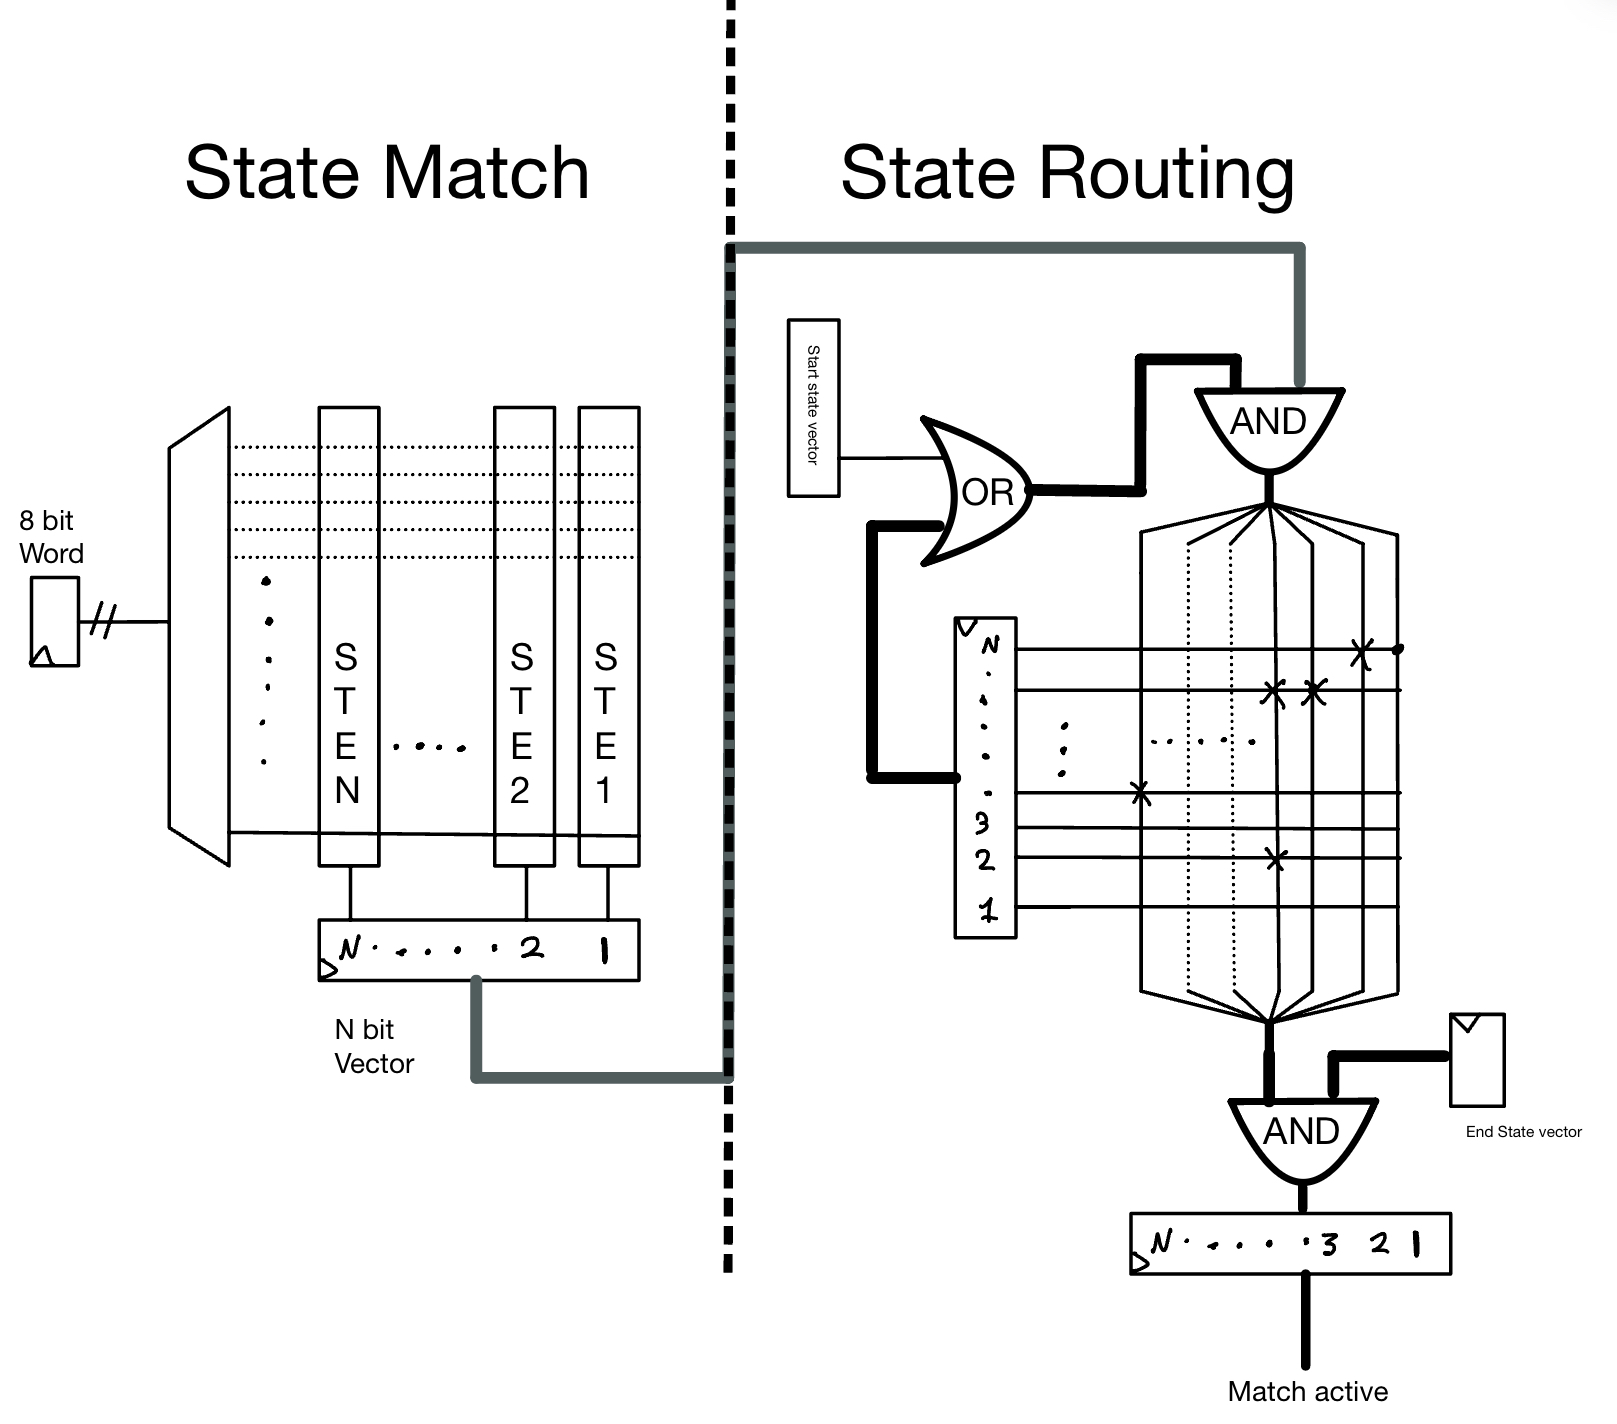 State Match
State Routing
Start state vector
AND
OR
8 bit
Word
S
T
E
N
S
T
E
2
S
T
E
1
N
3
2
1
N 2 1
N bit
Vector
AND
End State vector
N 3 2 1
Match active